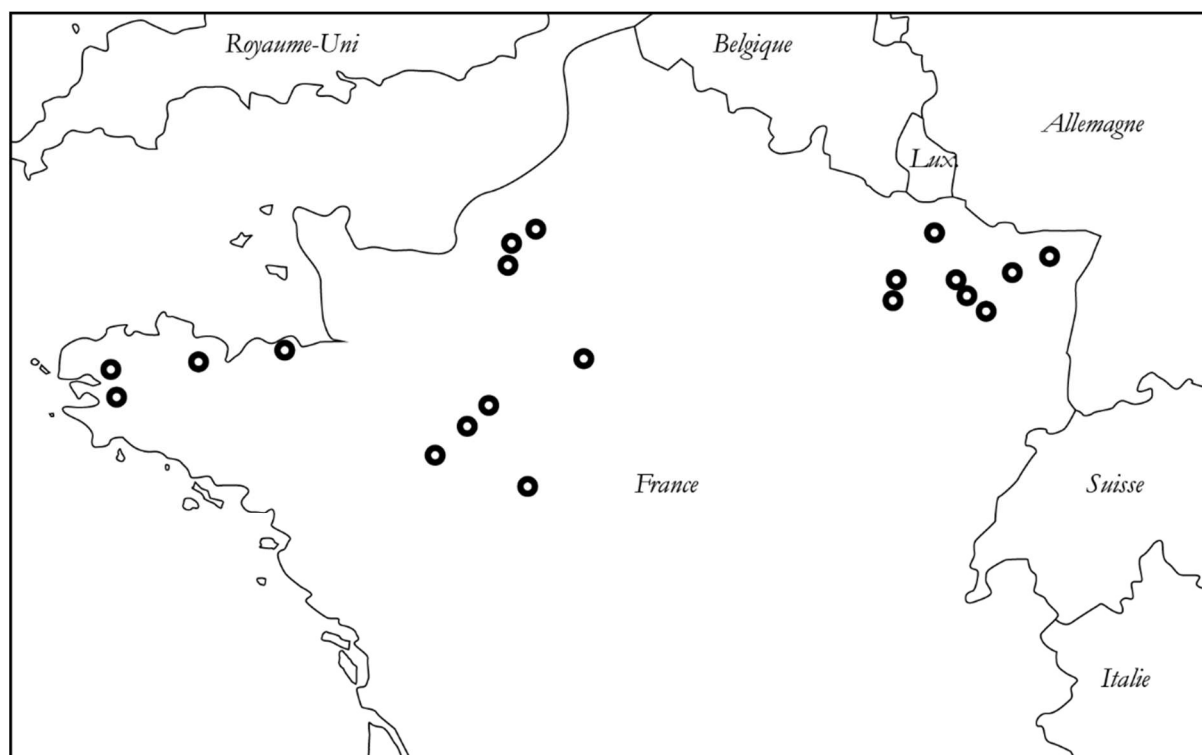 Royaume-Uni
Belgique
Allemagne
Lux.
France
Suisse
Italie